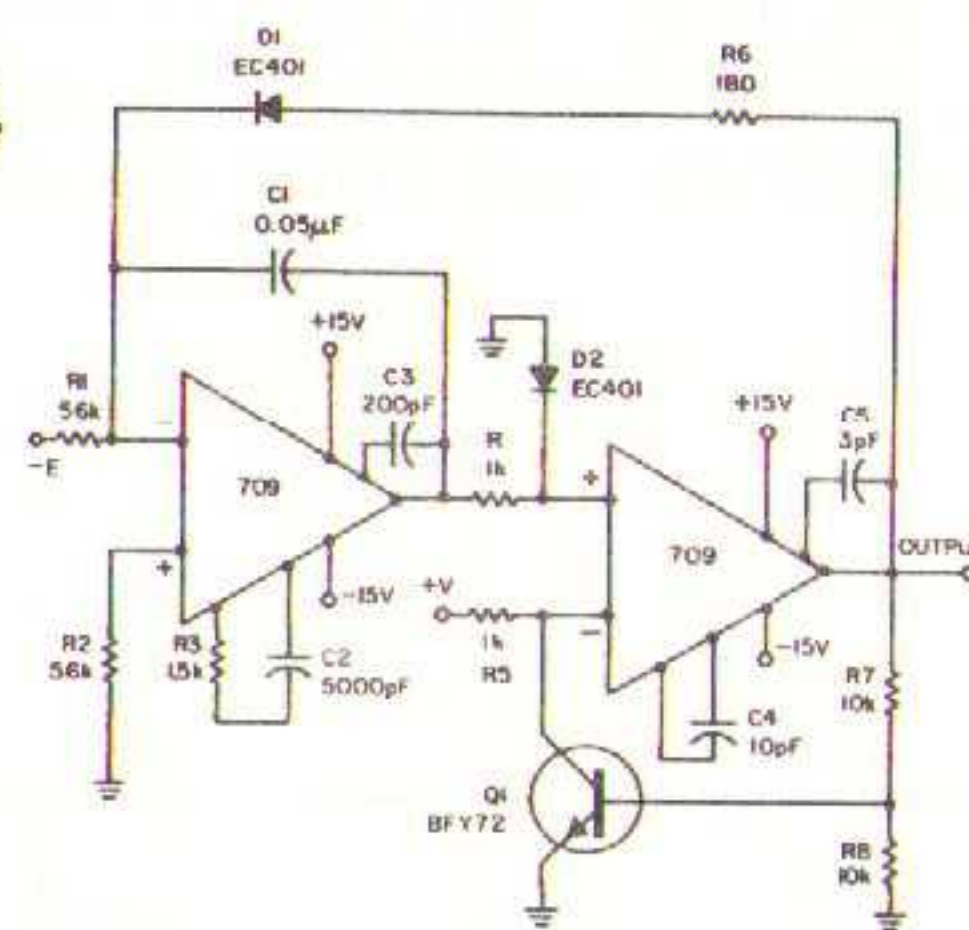 D1
EC401
R6
180
C1
0.05µF
+15V
C3
200pF
D2
EC401
R1
56k
-E
-
709
+
R
1k
+15V
C5
3pF
+
709
-
OUTPU
-15V
+V
1k
R5
-15V
R2
56k
R3
1.5k
C2
5000pF
R7
10k
C4
10pF
Q1
BFY72
R8
10k